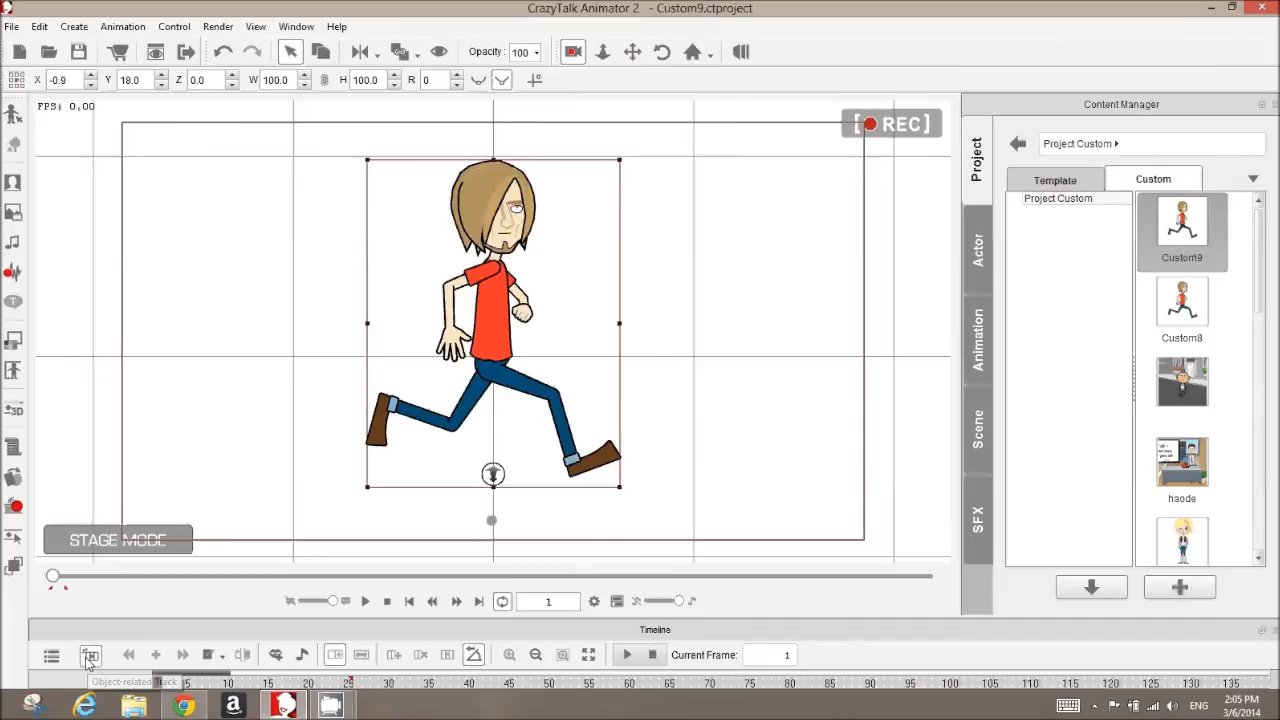 CrazyTalk Animator 2 - Custom9.ctproject
File Edit Create Animation Control Render View Window Help
Opacity: 100
X -0.9 Y 18.0 Z 0.0 W 100.0 H 100.0 R 0
FPS: 0.00
[ REC]
STAGE MODE
Content Manager
Project Custom
Template Custom
Project Custom
Project
Actor
Animation
Scene
SFX
Custom9
Custom8
haode
1
Timeline
Current Frame: 1
Object-related Track
5 10 15 20 25 30 35 40 45 50 55 60 65 70 75 80 85 90 95 100 105 110 115 120 125 130 135
ENG 2:05 PM
3/6/2014